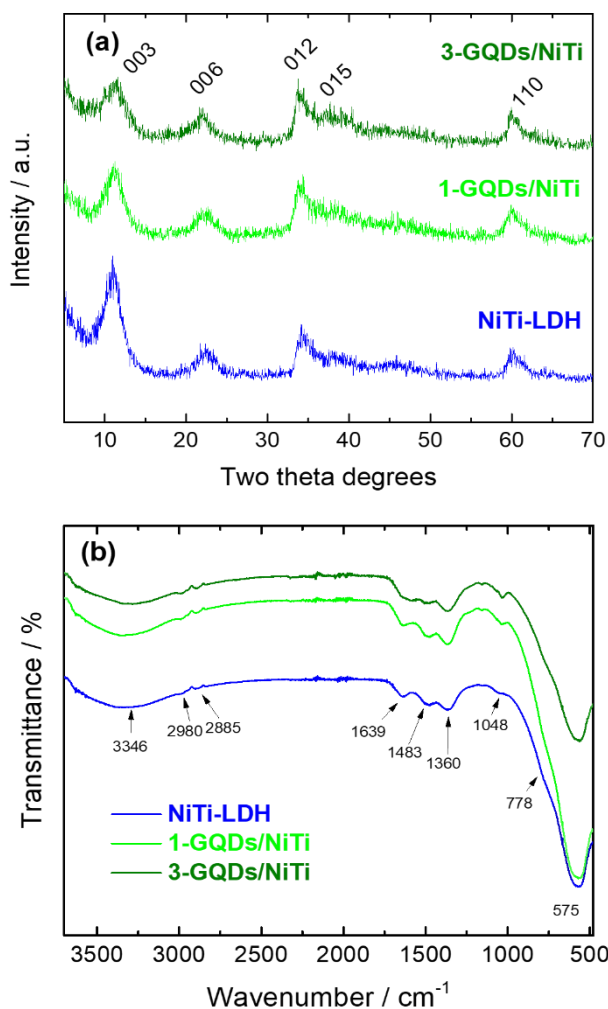 (a)
003
006
012
015
110
3-GQDs/NiTi
1-GQDs/NiTi
NiTi-LDH
Intensity / a.u.
10 20 30 40 50 60 70
Two theta degrees
(b)
3346
2980
2885
1639
1483
1360
1048
778
575
NiTi-LDH
1-GQDs/NiTi
3-GQDs/NiTi
Transmittance / %
3500 3000 2500 2000 1500 1000 500
Wavenumber / cm⁻¹